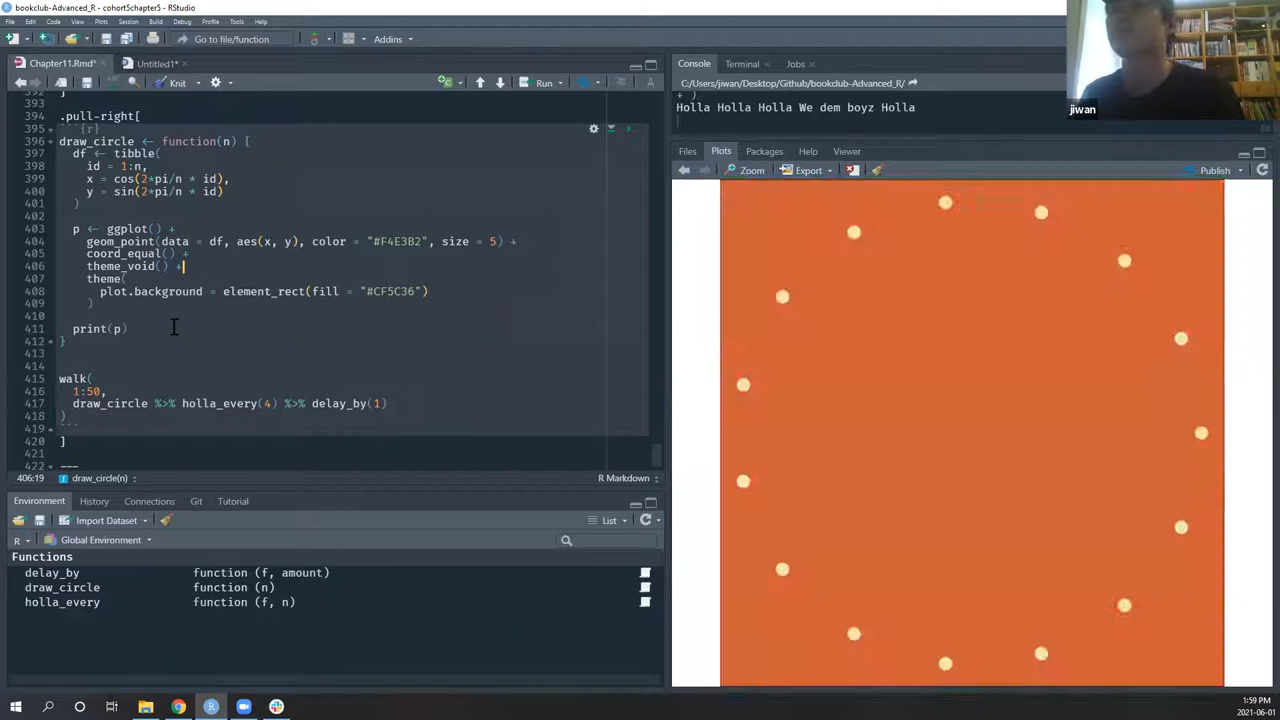 bookclub-Advanced_R - cohort5chapter5 - RStudio
File Edit Code View Plots Session Build Debug Profile Tools Help
Go to file/function
Addins
Chapter11.Rmd*
Untitled1*
Knit
Run
392 ]
393
394 .pull-right[
395 ```{r}
396 draw_circle ← function(n) {
397 df ← tibble(
398 id = 1:n,
399 x = cos(2*pi/n * id),
400 y = sin(2*pi/n * id)
401 )
402
403 p ← ggplot() +
404 geom_point(data = df, aes(x, y), color = "#F4E3B2", size = 5) +
405 coord_equal() +
406 theme_void() +
407 theme(
408 plot.background = element_rect(fill = "#CF5C36")
409 )
410
411 print(p)
412 }
413
414
415 walk(
416 1:50,
417 draw_circle %>% holla_every(4) %>% delay_by(1)
418 )
419 ```
420 ]
421
422 ---
406:19
draw_circle(n)
R Markdown
Environment History Connections Git Tutorial
Import Dataset
List
R
Global Environment
Functions
delay_by function (f, amount)
draw_circle function (n)
holla_every function (f, n)
Console Terminal Jobs
C:/Users/jiwan/Desktop/Github/bookclub-Advanced_R/
+ )
Holla Holla Holla We dem boyz Holla
jiwan
Files Plots Packages Help Viewer
Zoom
Export
Publish
1:59 PM
2021-06-01